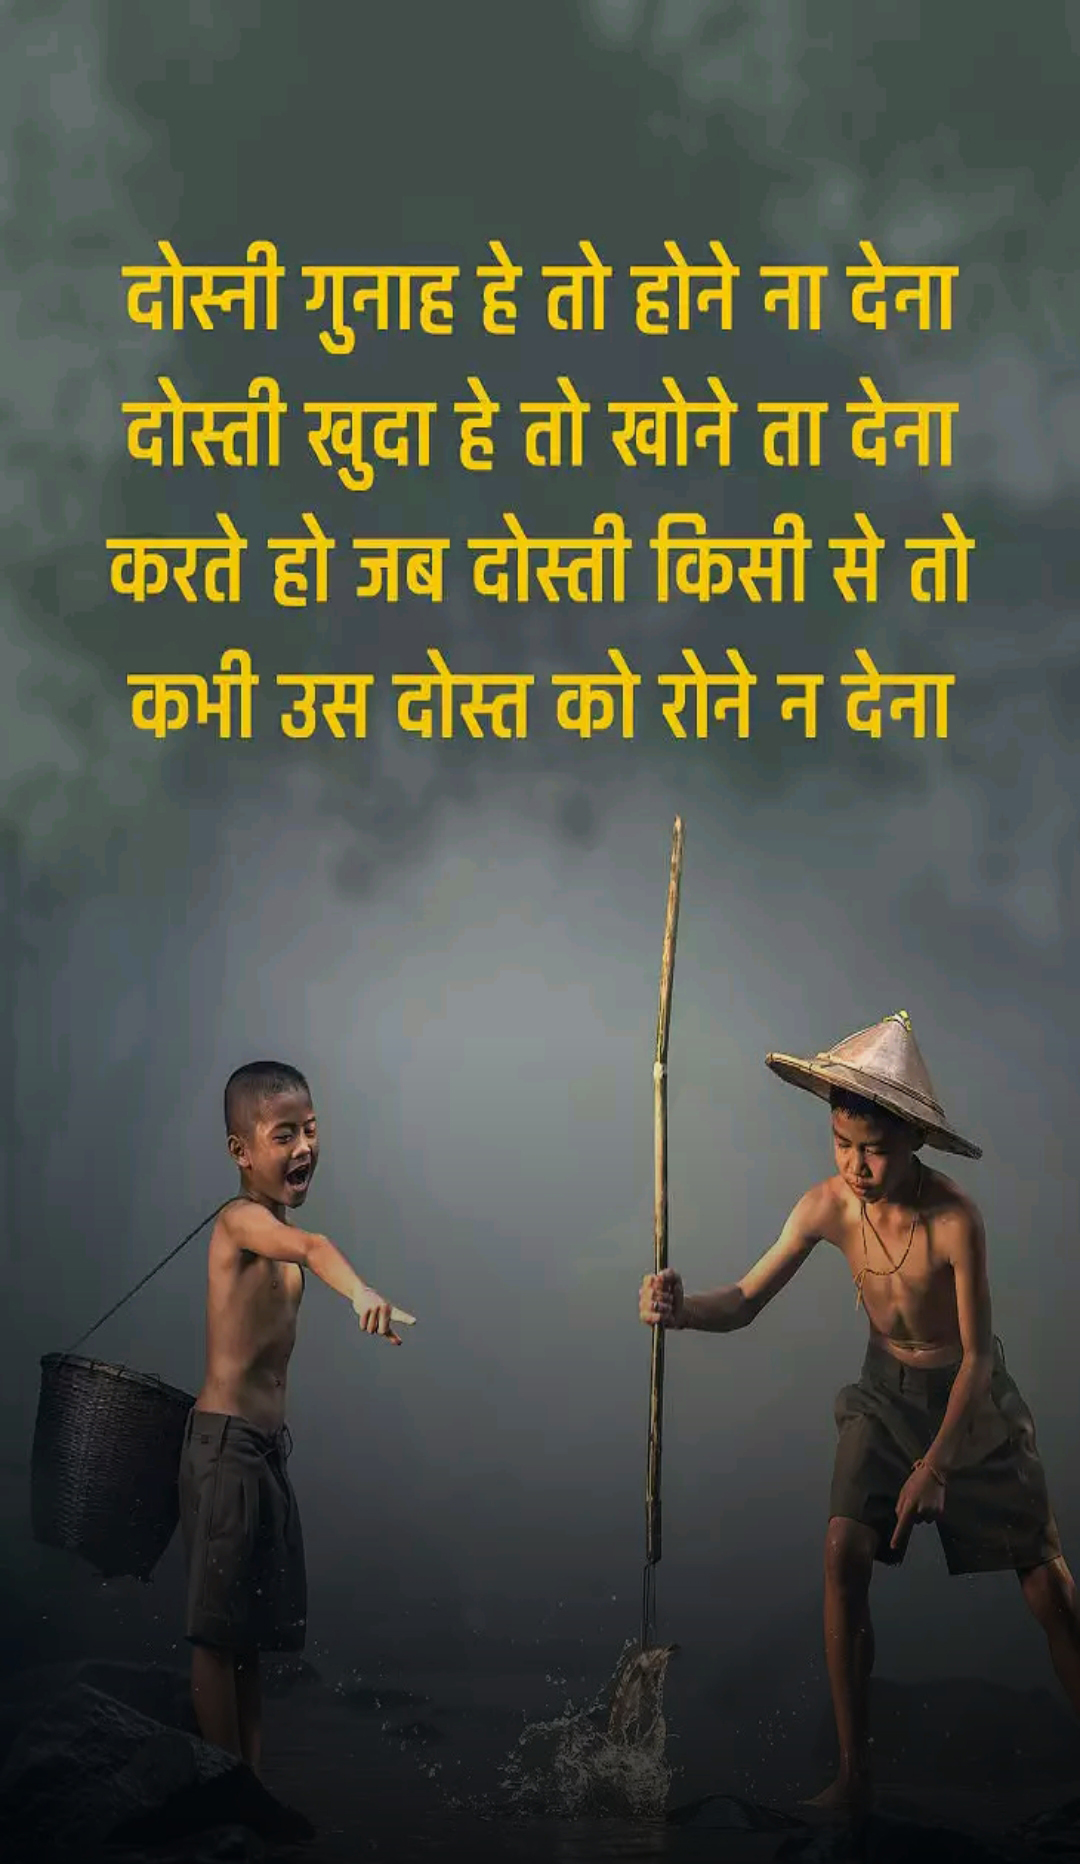 दोस्नी गुनाह हे तो होने ना देना
दोस्ती खुदा हे तो खोने ता देना
करते हो जब दोस्ती किसी से तो
कभी उस दोस्त को रोने न देना